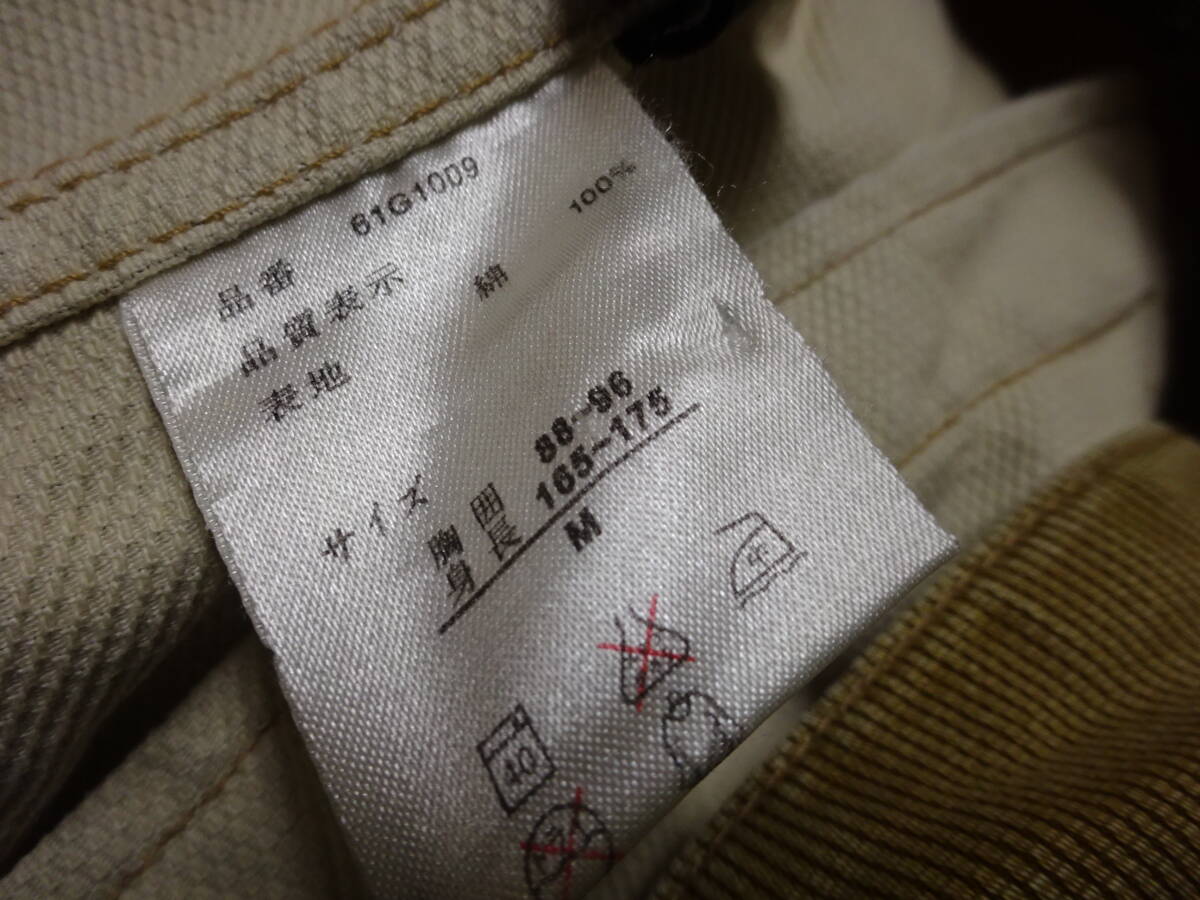 品番 61G1009
品質表示
表地 綿 100%
サイズ
胸囲 88~96
身長 165~175
M
中
40